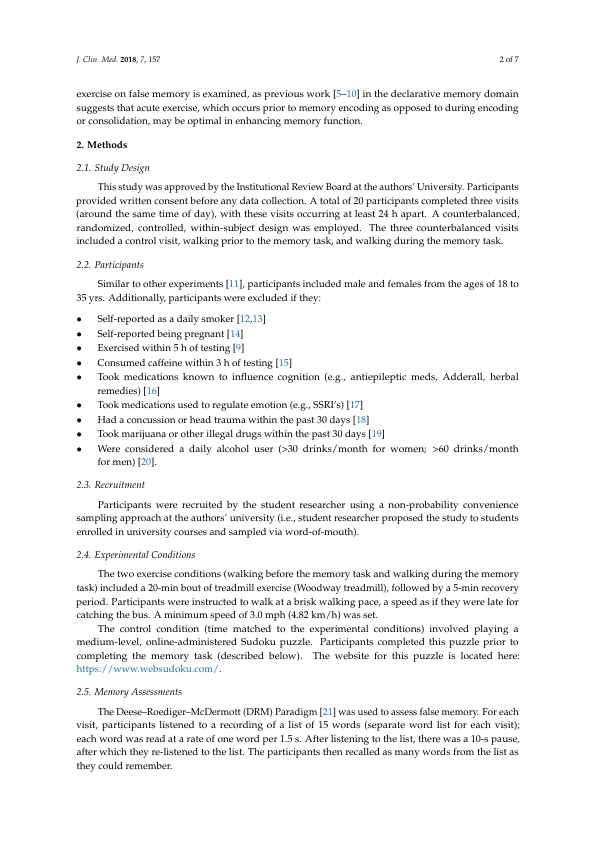 J. Clin. Med. 2018, 7, 157
2 of 7
exercise on false memory is examined, as previous work [5–10] in the declarative memory domain
suggests that acute exercise, which occurs prior to memory encoding as opposed to during encoding
or consolidation, may be optimal in enhancing memory function.
2. Methods
2.1. Study Design
This study was approved by the Institutional Review Board at the authors' University. Participants
provided written consent before any data collection. A total of 20 participants completed three visits
(around the same time of day), with these visits occurring at least 24 h apart. A counterbalanced,
randomized, controlled, within-subject design was employed. The three counterbalanced visits
included a control visit, walking prior to the memory task, and walking during the memory task.
2.2. Participants
Similar to other experiments [11], participants included male and females from the ages of 18 to
35 yrs. Additionally, participants were excluded if they:
● Self-reported as a daily smoker [12,13]
● Self-reported being pregnant [14]
● Exercised within 5 h of testing [9]
● Consumed caffeine within 3 h of testing [15]
● Took medications known to influence cognition (e.g., antiepileptic meds, Adderall, herbal
remedies) [16]
● Took medications used to regulate emotion (e.g., SSRI's) [17]
● Had a concussion or head trauma within the past 30 days [18]
● Took marijuana or other illegal drugs within the past 30 days [19]
● Were considered a daily alcohol user (>30 drinks/month for women; >60 drinks/month
for men) [20].
2.3. Recruitment
Participants were recruited by the student researcher using a non-probability convenience
sampling approach at the authors' university (i.e., student researcher proposed the study to students
enrolled in university courses and sampled via word-of-mouth).
2.4. Experimental Conditions
The two exercise conditions (walking before the memory task and walking during the memory
task) included a 20-min bout of treadmill exercise (Woodway treadmill), followed by a 5-min recovery
period. Participants were instructed to walk at a brisk walking pace, a speed as if they were late for
catching the bus. A minimum speed of 3.0 mph (4.82 km/h) was set.
The control condition (time matched to the experimental conditions) involved playing a
medium-level, online-administered Sudoku puzzle. Participants completed this puzzle prior to
completing the memory task (described below). The website for this puzzle is located here:
https://www.websudoku.com/.
2.5. Memory Assessments
The Deese–Roediger–McDermott (DRM) Paradigm [21] was used to assess false memory. For each
visit, participants listened to a recording of a list of 15 words (separate word list for each visit);
each word was read at a rate of one word per 1.5 s. After listening to the list, there was a 10-s pause,
after which they re-listened to the list. The participants then recalled as many words from the list as
they could remember.